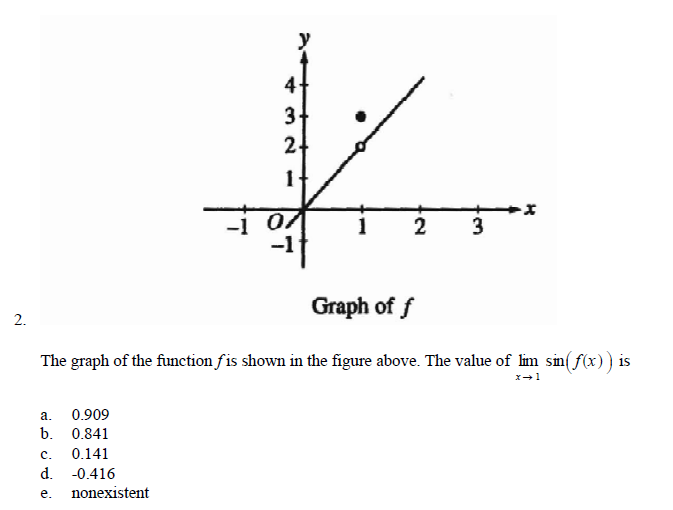 y
4
3
2
1
-1 O 1 2 3 x
-1
Graph of f
2.
The graph of the function f is shown in the figure above. The value of lim sin(f(x)) is
x→1
a. 0.909
b. 0.841
c. 0.141
d. -0.416
e. nonexistent